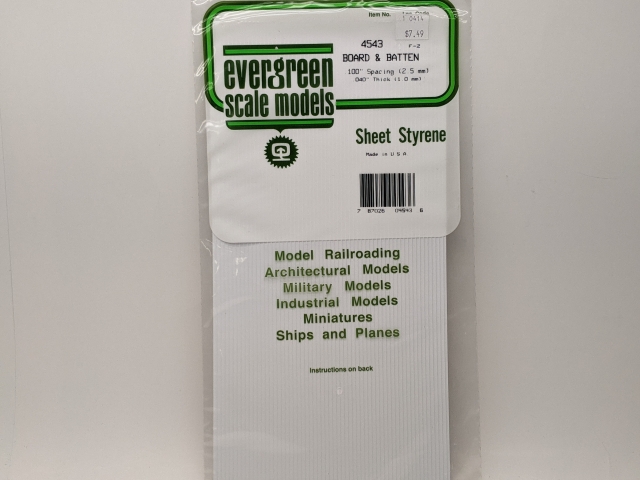 Item No.
$7.49
4543 F-2
BOARD & BATTEN
.100" Spacing (2.5 mm)
.040" Thick (1.0 mm)
evergreen
scale models
Sheet Styrene
Made in U S A
7 87026 04543 6
Model Railroading
Architectural Models
Military Models
Industrial Models
Miniatures
Ships and Planes
Instructions on back